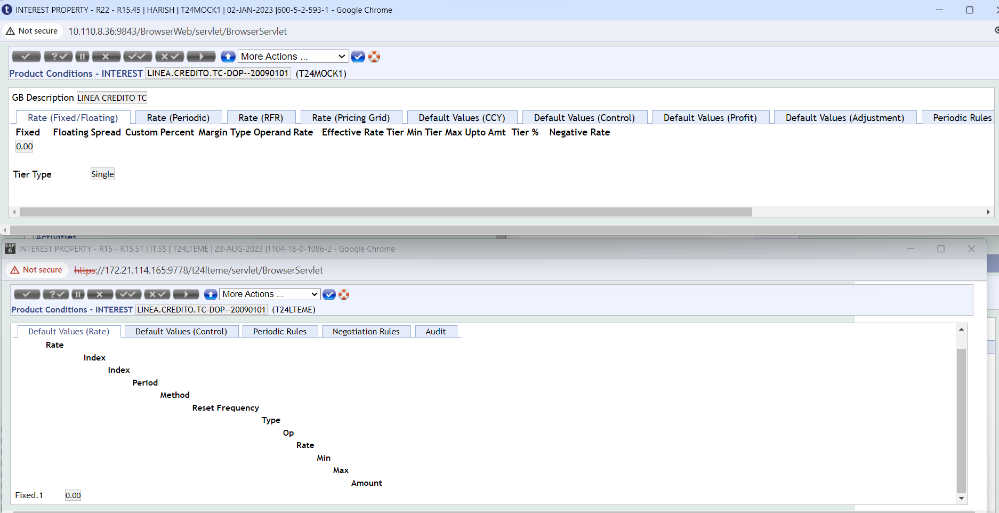 INTEREST PROPERTY - R22 - R15.45 | HARISH | T24MOCK1 | 02-JAN-2023 |600-5-2-593-1 - Google Chrome
Not secure 10.110.8.36:9843/BrowserWeb/servlet/BrowserServlet
More Actions ...
Product Conditions - INTEREST LINEA.CREDITO.TC-DOP--20090101 (T24MOCK1)
GB Description LINEA CREDITO TC
Rate (Fixed/Floating) Rate (Periodic) Rate (RFR) Rate (Pricing Grid) Default Values (CCY) Default Values (Control) Default Values (Profit) Default Values (Adjustment) Periodic Rules
Fixed Floating Spread Custom Percent Margin Type Operand Rate Effective Rate Tier Min Tier Max Upto Amt Tier % Negative Rate
0.00
Tier Type Single
Activities
INTEREST PROPERTY - R15 - R15.51 | IT.SS | T24LTEME | 28-AUG-2023 |1104-18-0-1086-2 - Google Chrome
Not secure https://172.21.114.165:9778/t24lteme/servlet/BrowserServlet
More Actions ...
Product Conditions - INTEREST LINEA.CREDITO.TC-DOP--20090101 (T24LTEME)
Default Values (Rate) Default Values (Control) Periodic Rules Negotiation Rules Audit
Rate
Index
Index
Period
Method
Reset Frequency
Type
Op
Rate
Min
Max
Amount
Fixed.1 0.00